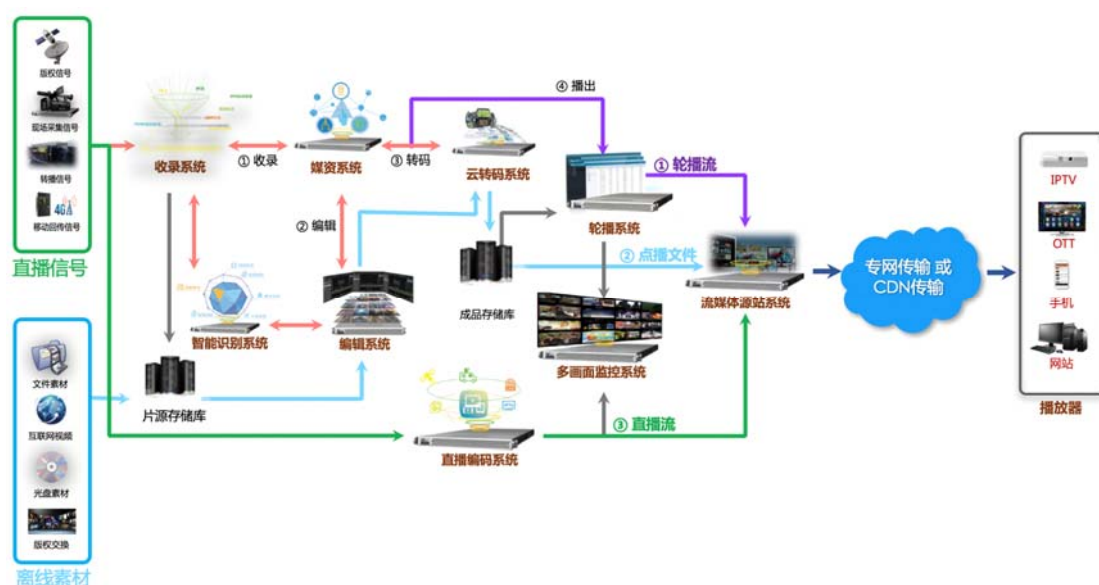 版权信号
现场采集信号
转播信号
4G
移动回传信号
直播信号
文件素材
互联网视频
光盘素材
版权交换
离线素材
收录系统
① 收录
媒资系统
③ 转码
④ 播出
云转码系统
② 编辑
智能识别系统
编辑系统
片源存储库
成品存储库
轮播系统
① 轮播流
② 点播文件
流媒体源站系统
多画面监控系统
直播编码系统
③ 直播流
专网传输 或
CDN传输
IPTV
OTT
手机
网站
播放器